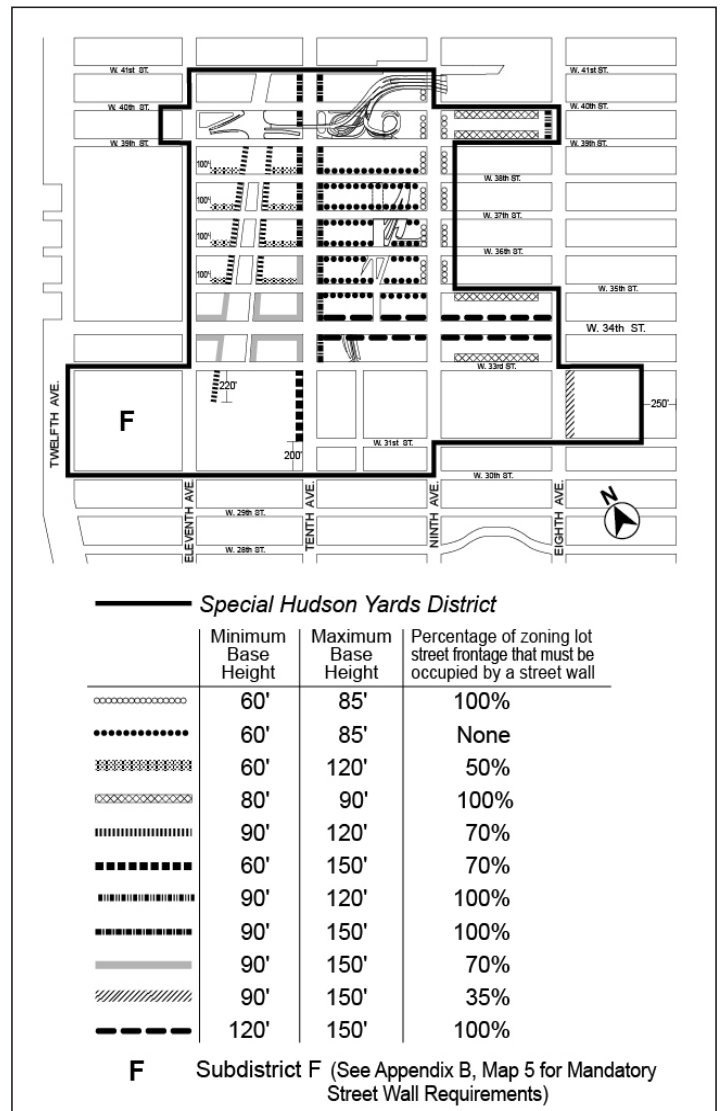 W. 41st ST. W. 41st ST.
W. 40th ST. W. 40th ST.
W. 39th ST. W. 39th ST.
100'
W. 38th ST.
100'
W. 37th ST.
100'
W. 36th ST.
100'
W. 35th ST.
W. 34th ST.
W. 33rd ST.
220'
F
250'
TWELFTH AVE.
W. 31st ST.
200'
W. 30th ST.
ELEVENTH AVE.
TENTH AVE.
NINTH AVE.
EIGHTH AVE.
N
W. 29th ST.
W. 28th ST.
Special Hudson Yards District
Minimum Base Height
Maximum Base Height
Percentage of zoning lot street frontage that must be occupied by a street wall
60' 85' 100%
60' 85' None
60' 120' 50%
80' 90' 100%
90' 120' 70%
60' 150' 70%
90' 120' 100%
90' 150' 100%
90' 150' 70%
90' 150' 35%
120' 150' 100%
F Subdistrict F (See Appendix B, Map 5 for Mandatory
Street Wall Requirements)